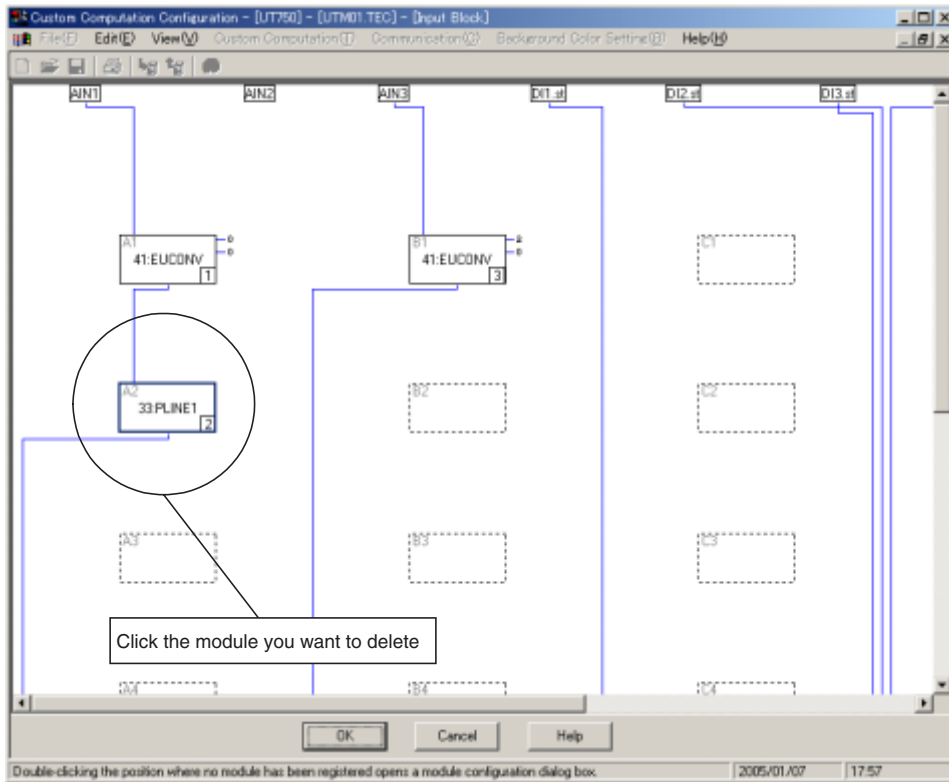 Custom Computation Configuration - [UT750] - [UTM01.TEC] - [Input Block]
File(F) Edit(E) View(V) Custom Computation(T) Communication(Q) Background Color Setting(B) Help(H)
AIN1 AIN2 AIN3 DI1.st DI2.st DI3.st
A1
41:EUCONV
1
0
0
B1
41:EUCONV
3
2
0
C1
A2
33:PLINE1
2
B2
C2
A3
B3
C3
Click the module you want to delete
A4 B4 C4
OK Cancel Help
Double-clicking the position where no module has been registered opens a module configuration dialog box. 2005/01/07 17:57